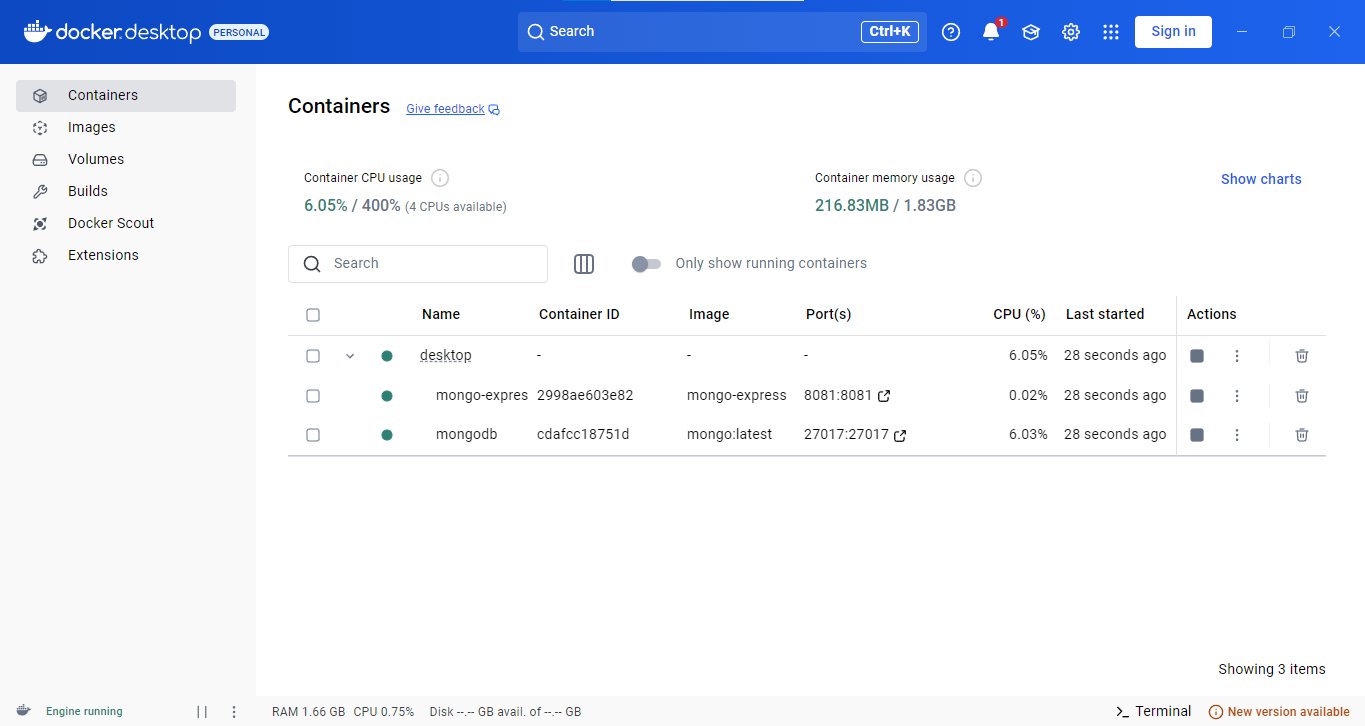 docker.desktop PERSONAL
Search Ctrl+K
1
Sign in
Containers
Images
Volumes
Builds
Docker Scout
Extensions
Containers Give feedback
Container CPU usage
6.05% / 400% (4 CPUs available)
Container memory usage
216.83MB / 1.83GB
Show charts
Search
Only show running containers
Name Container ID Image Port(s) CPU (%) Last started Actions
desktop - - - 6.05% 28 seconds ago
mongo-expres 2998ae603e82 mongo-express 8081:8081 0.02% 28 seconds ago
mongodb cdafcc18751d mongo:latest 27017:27017 6.03% 28 seconds ago
Showing 3 items
Engine running RAM 1.66 GB CPU 0.75% Disk --.-- GB avail. of --.-- GB >_ Terminal New version available